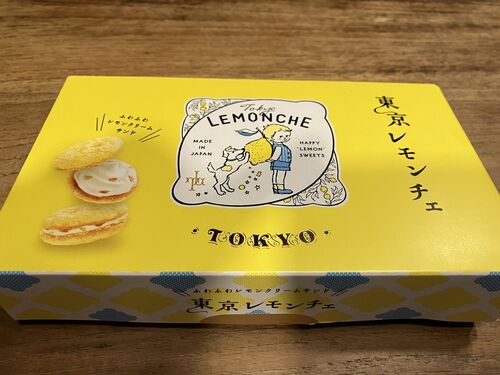 ふわふわ
レモンクリーム
サンド
Tokyo
LEMONCHE
MADE
IN
JAPAN
HAPPY
"LEMON"
SWEETS
東京レモンチェ
TOKYO
ふわふわレモンクリームサンド
東京レモンチェ